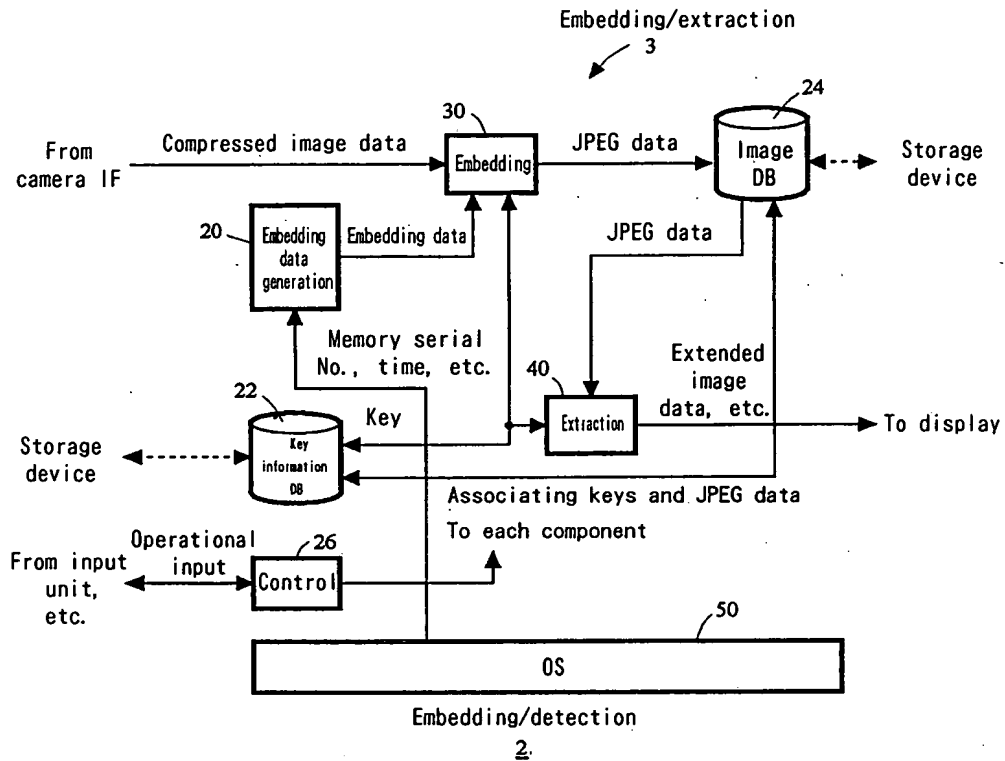 Embedding/extraction
3
24
30
Compressed image data
JPEG data
From
camera IF
Embedding
Image
DB
Storage
device
20
Embedding
data
generation
Embedding data
JPEG data
Memory serial
No., time, etc.
Extended
image
data, etc.
40
22
Key
Extraction
To display
Storage
device
Key
information
DB
Associating keys and JPEG data
To each component
Operational
input
26
From input
unit,
etc.
Control
50
OS
Embedding/detection
2.